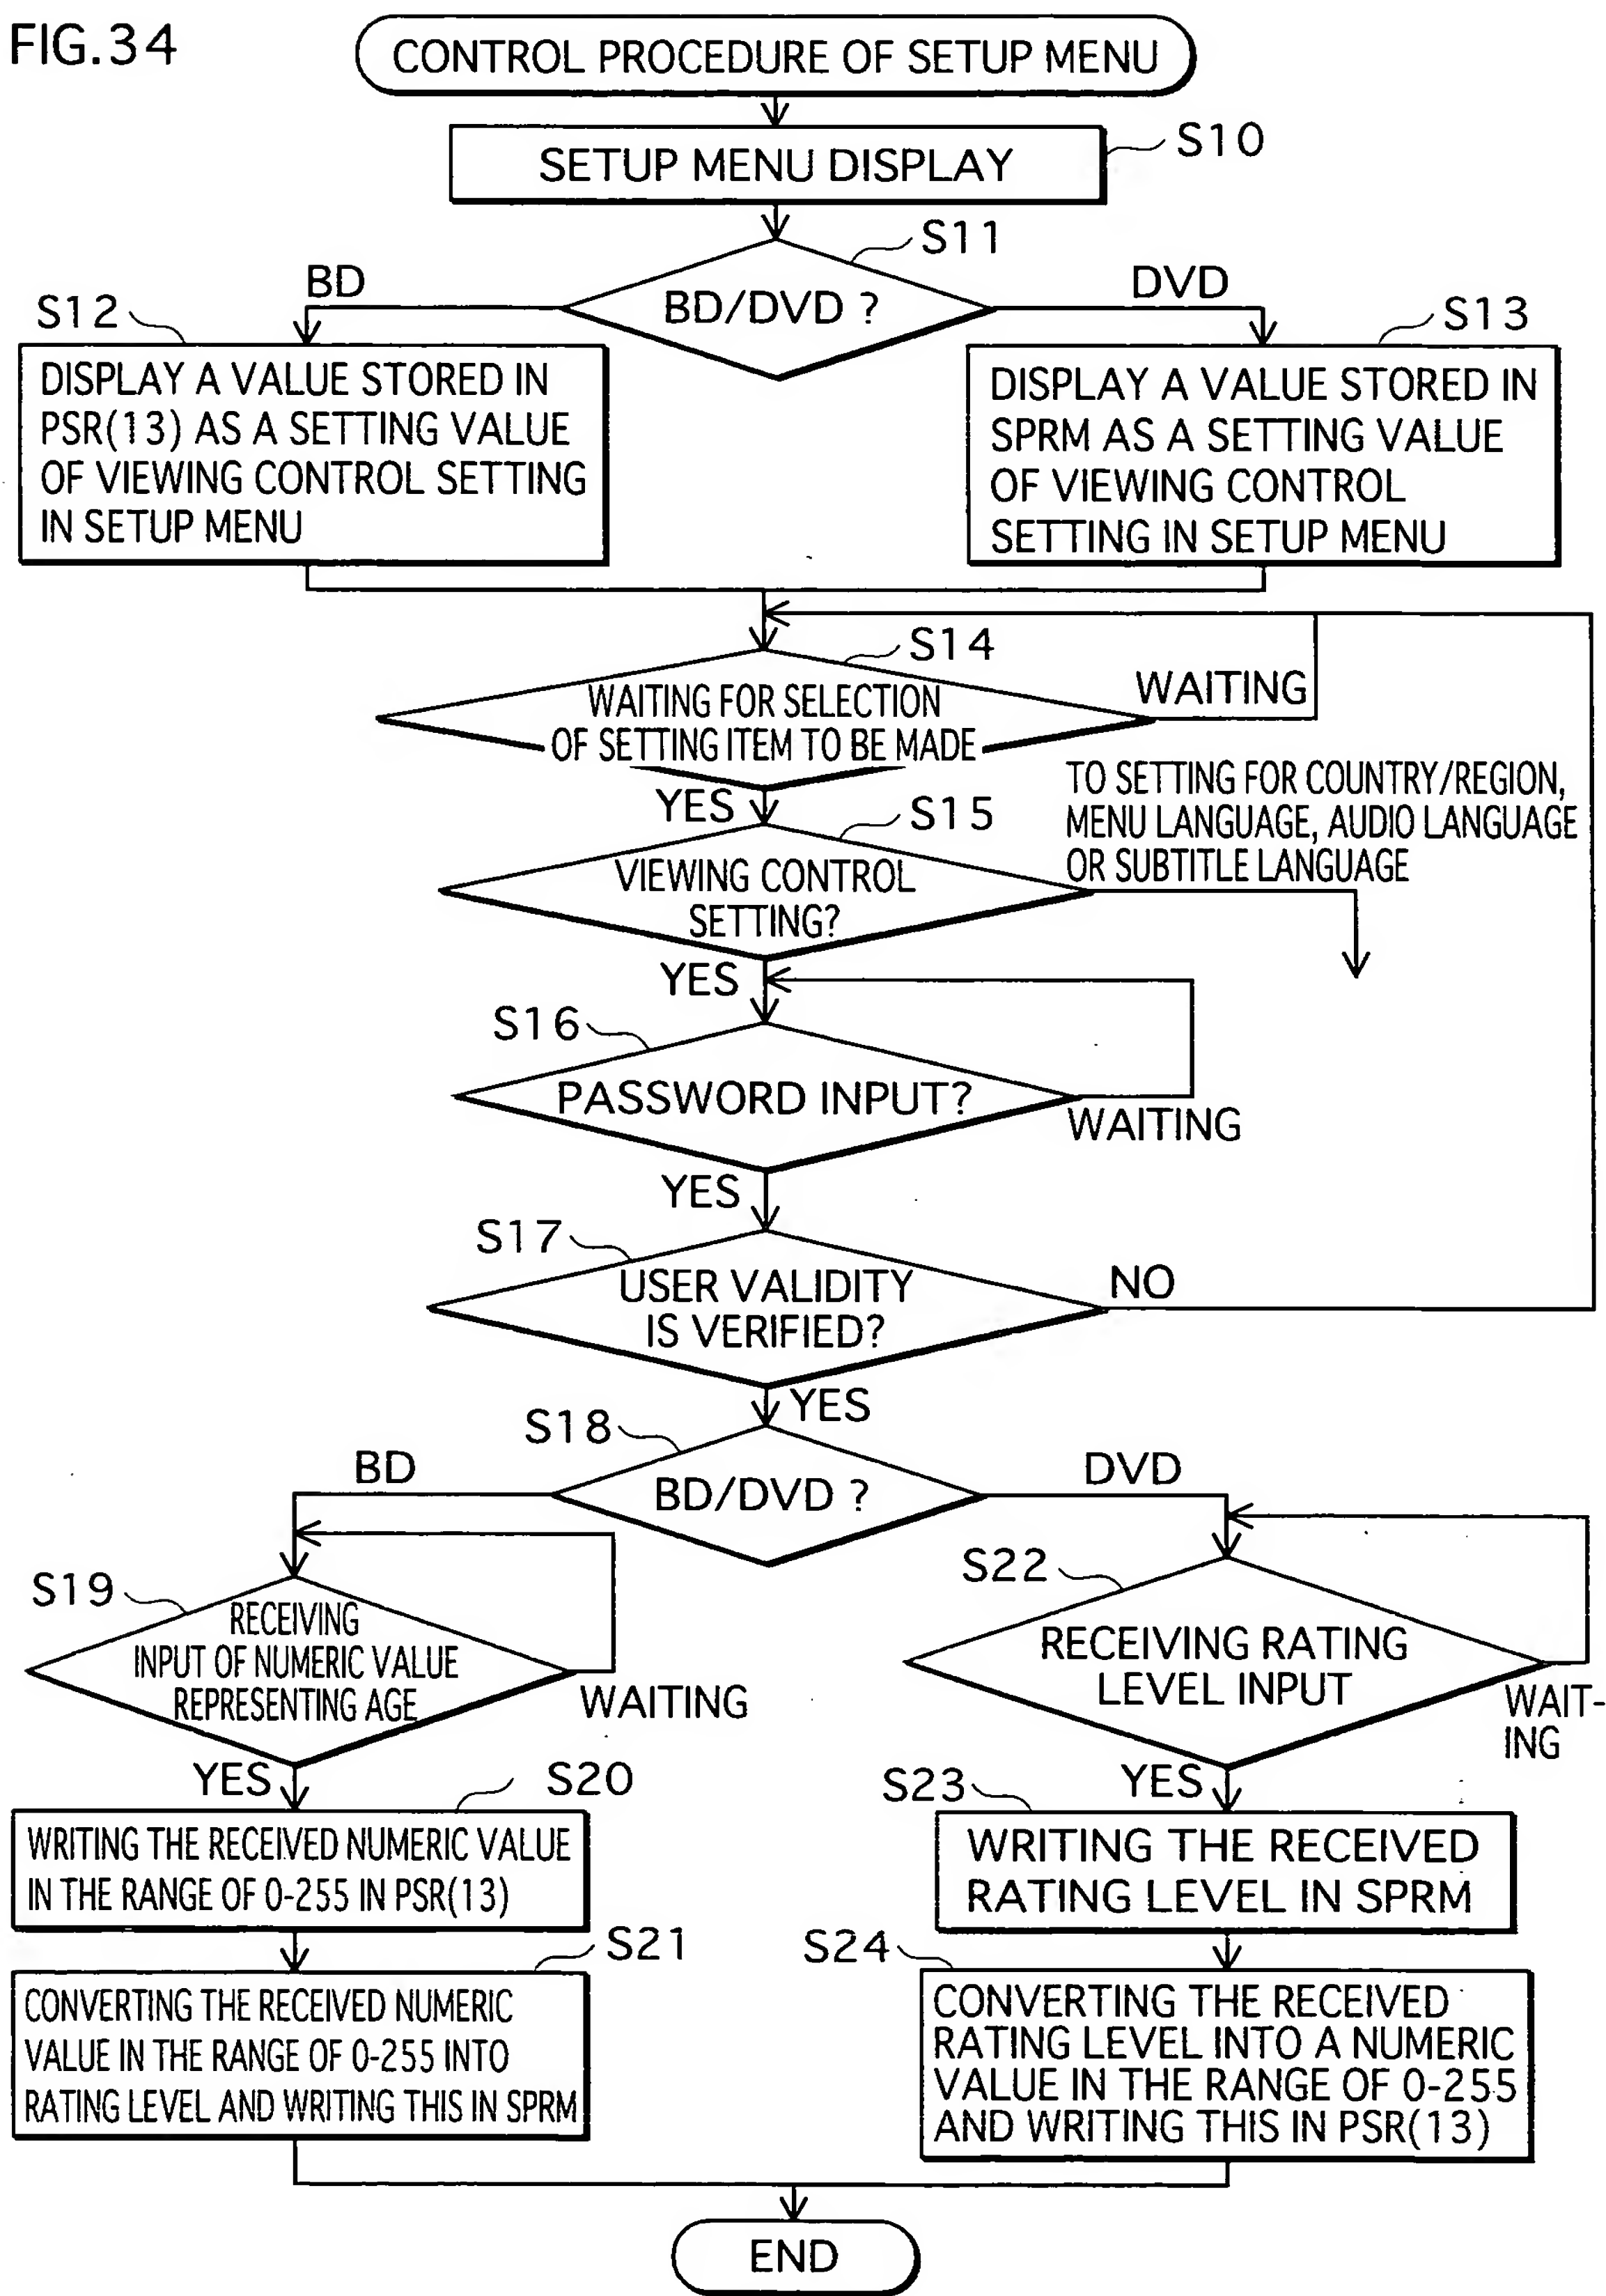 FIG.34
CONTROL PROCEDURE OF SETUP MENU
SETUP MENU DISPLAY
S10
S11
BD/DVD ?
BD
DVD
S12
DISPLAY A VALUE STORED IN
PSR(13) AS A SETTING VALUE
OF VIEWING CONTROL SETTING
IN SETUP MENU
S13
DISPLAY A VALUE STORED IN
SPRM AS A SETTING VALUE
OF VIEWING CONTROL
SETTING IN SETUP MENU
S14
WAITING FOR SELECTION
OF SETTING ITEM TO BE MADE
WAITING
YES
S15
VIEWING CONTROL
SETTING?
TO SETTING FOR COUNTRY/REGION,
MENU LANGUAGE, AUDIO LANGUAGE
OR SUBTITLE LANGUAGE
YES
S16
PASSWORD INPUT?
WAITING
YES
S17
USER VALIDITY
IS VERIFIED?
NO
YES
S18
BD/DVD ?
BD
DVD
S19
RECEIVING
INPUT OF NUMERIC VALUE
REPRESENTING AGE
WAITING
YES
S20
WRITING THE RECEIVED NUMERIC VALUE
IN THE RANGE OF 0-255 IN PSR(13)
S21
CONVERTING THE RECEIVED NUMERIC
VALUE IN THE RANGE OF 0-255 INTO
RATING LEVEL AND WRITING THIS IN SPRM
S22
RECEIVING RATING
LEVEL INPUT
WAIT-
ING
YES
S23
WRITING THE RECEIVED
RATING LEVEL IN SPRM
S24
CONVERTING THE RECEIVED
RATING LEVEL INTO A NUMERIC
VALUE IN THE RANGE OF 0-255
AND WRITING THIS IN PSR(13)
END